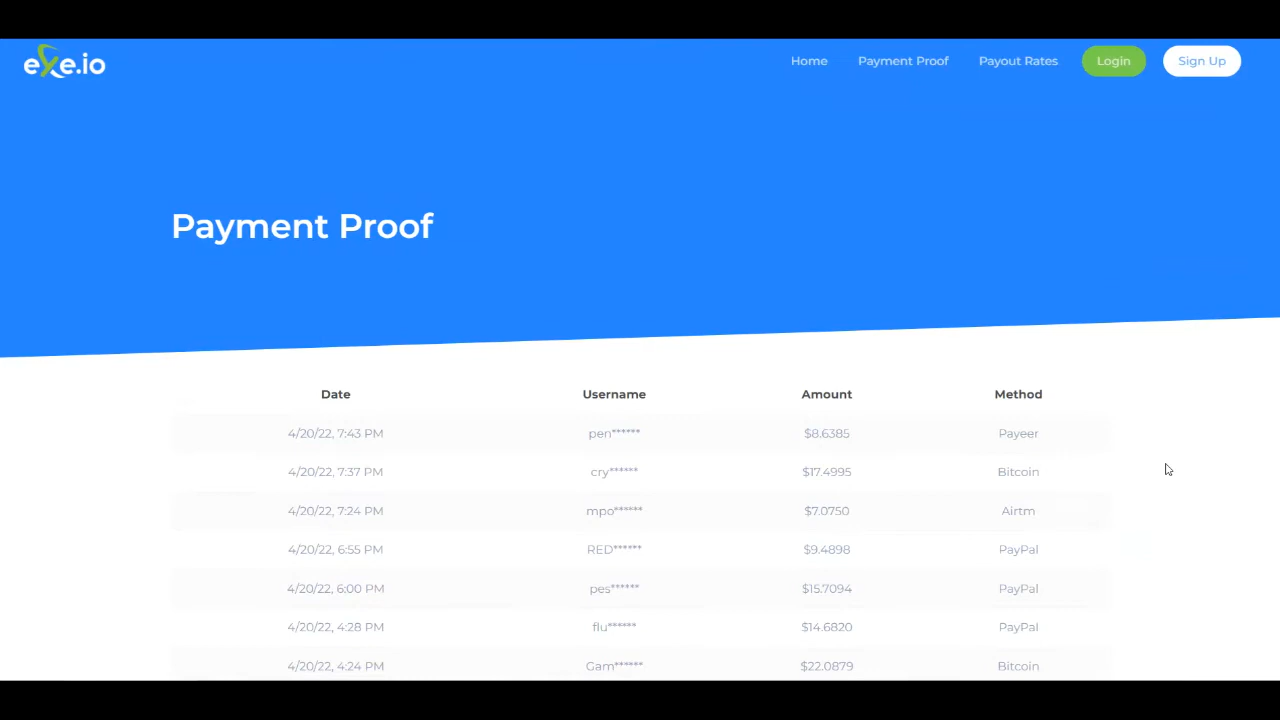 exe.io
Home Payment Proof Payout Rates Login Sign Up
Payment Proof
Date Username Amount Method
4/20/22, 7:43 PM pen****** $8.6385 Payeer
4/20/22, 7:37 PM cry****** $17.4995 Bitcoin
4/20/22, 7:24 PM mpo****** $7.0750 Airtm
4/20/22, 6:55 PM RED****** $9.4898 PayPal
4/20/22, 6:00 PM pes****** $15.7094 PayPal
4/20/22, 4:28 PM flu****** $14.6820 PayPal
4/20/22, 4:24 PM Gam****** $22.0879 Bitcoin